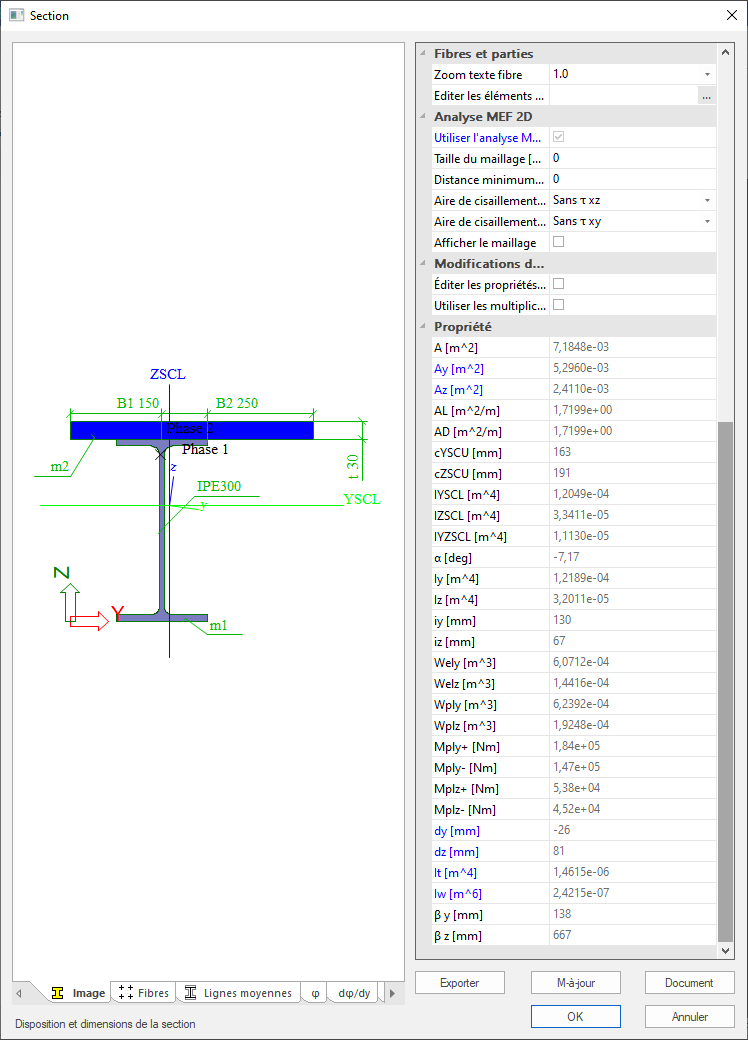 Section
ZSCL
B1 150
B2 250
Phase 2
Phase 1
m2
z
t 30
IPE300
YSCL
y
Z
Y
m1
Image
Fibres
Lignes moyennes
φ
dφ/dy
Disposition et dimensions de la section
Fibres et parties
Zoom texte fibre 1.0
Editer les éléments ... ...
Analyse MEF 2D
Utiliser l'analyse M...
Taille du maillage [... 0
Distance minimum... 0
Aire de cisaillement... Sans τ xz
Aire de cisaillement... Sans τ xy
Afficher le maillage
Modifications d...
Éditer les propriétés...
Utiliser les multiplic...
Propriété
A [m^2] 7,1848e-03
Ay [m^2] 5,2960e-03
Az [m^2] 2,4110e-03
AL [m^2/m] 1,7199e+00
AD [m^2/m] 1,7199e+00
cYSCU [mm] 163
cZSCU [mm] 191
IYSCL [m^4] 1,2049e-04
IZSCL [m^4] 3,3411e-05
IYZSCL [m^4] 1,1130e-05
α [deg] -7,17
Iy [m^4] 1,2189e-04
Iz [m^4] 3,2011e-05
iy [mm] 130
iz [mm] 67
Wely [m^3] 6,0712e-04
Welz [m^3] 1,4416e-04
Wply [m^3] 6,2392e-04
Wplz [m^3] 1,9248e-04
Mply+ [Nm] 1,84e+05
Mply- [Nm] 1,47e+05
Mplz+ [Nm] 5,38e+04
Mplz- [Nm] 4,52e+04
dy [mm] -26
dz [mm] 81
It [m^4] 1,4615e-06
Iw [m^6] 2,4215e-07
β y [mm] 138
β z [mm] 667
Exporter
M-à-jour
Document
OK
Annuler